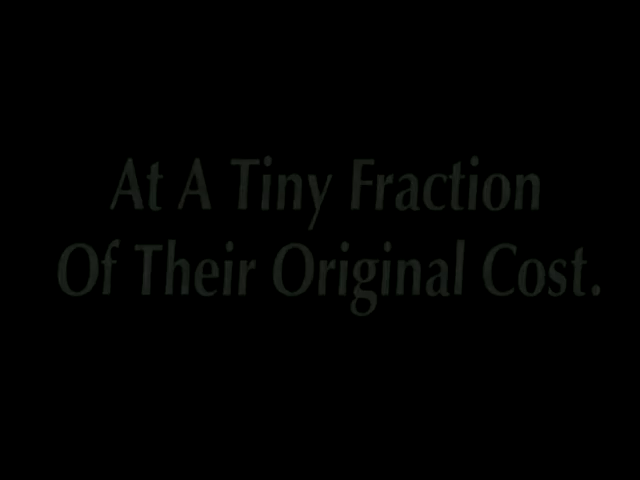 At A Tiny Fraction
Of Their Original Cost.